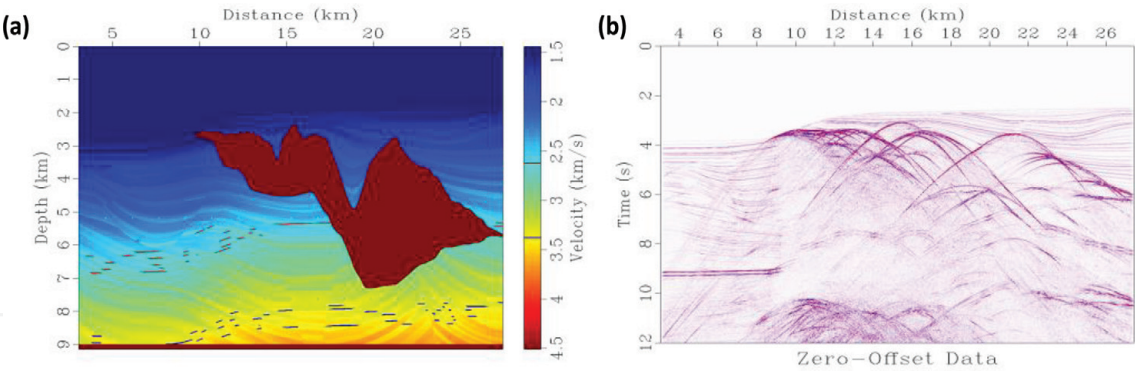 (a)
Distance (km)
5 10 15 20 25
Depth (km)
0
1
2
3
4
5
6
7
8
9
Velocity (km/s)
1.5
2
2.5
3
3.5
4
4.5
(b)
Distance (km)
4 6 8 10 12 14 16 18 20 22 24 26
Time (s)
0
2
4
6
8
10
12
Zero-Offset Data